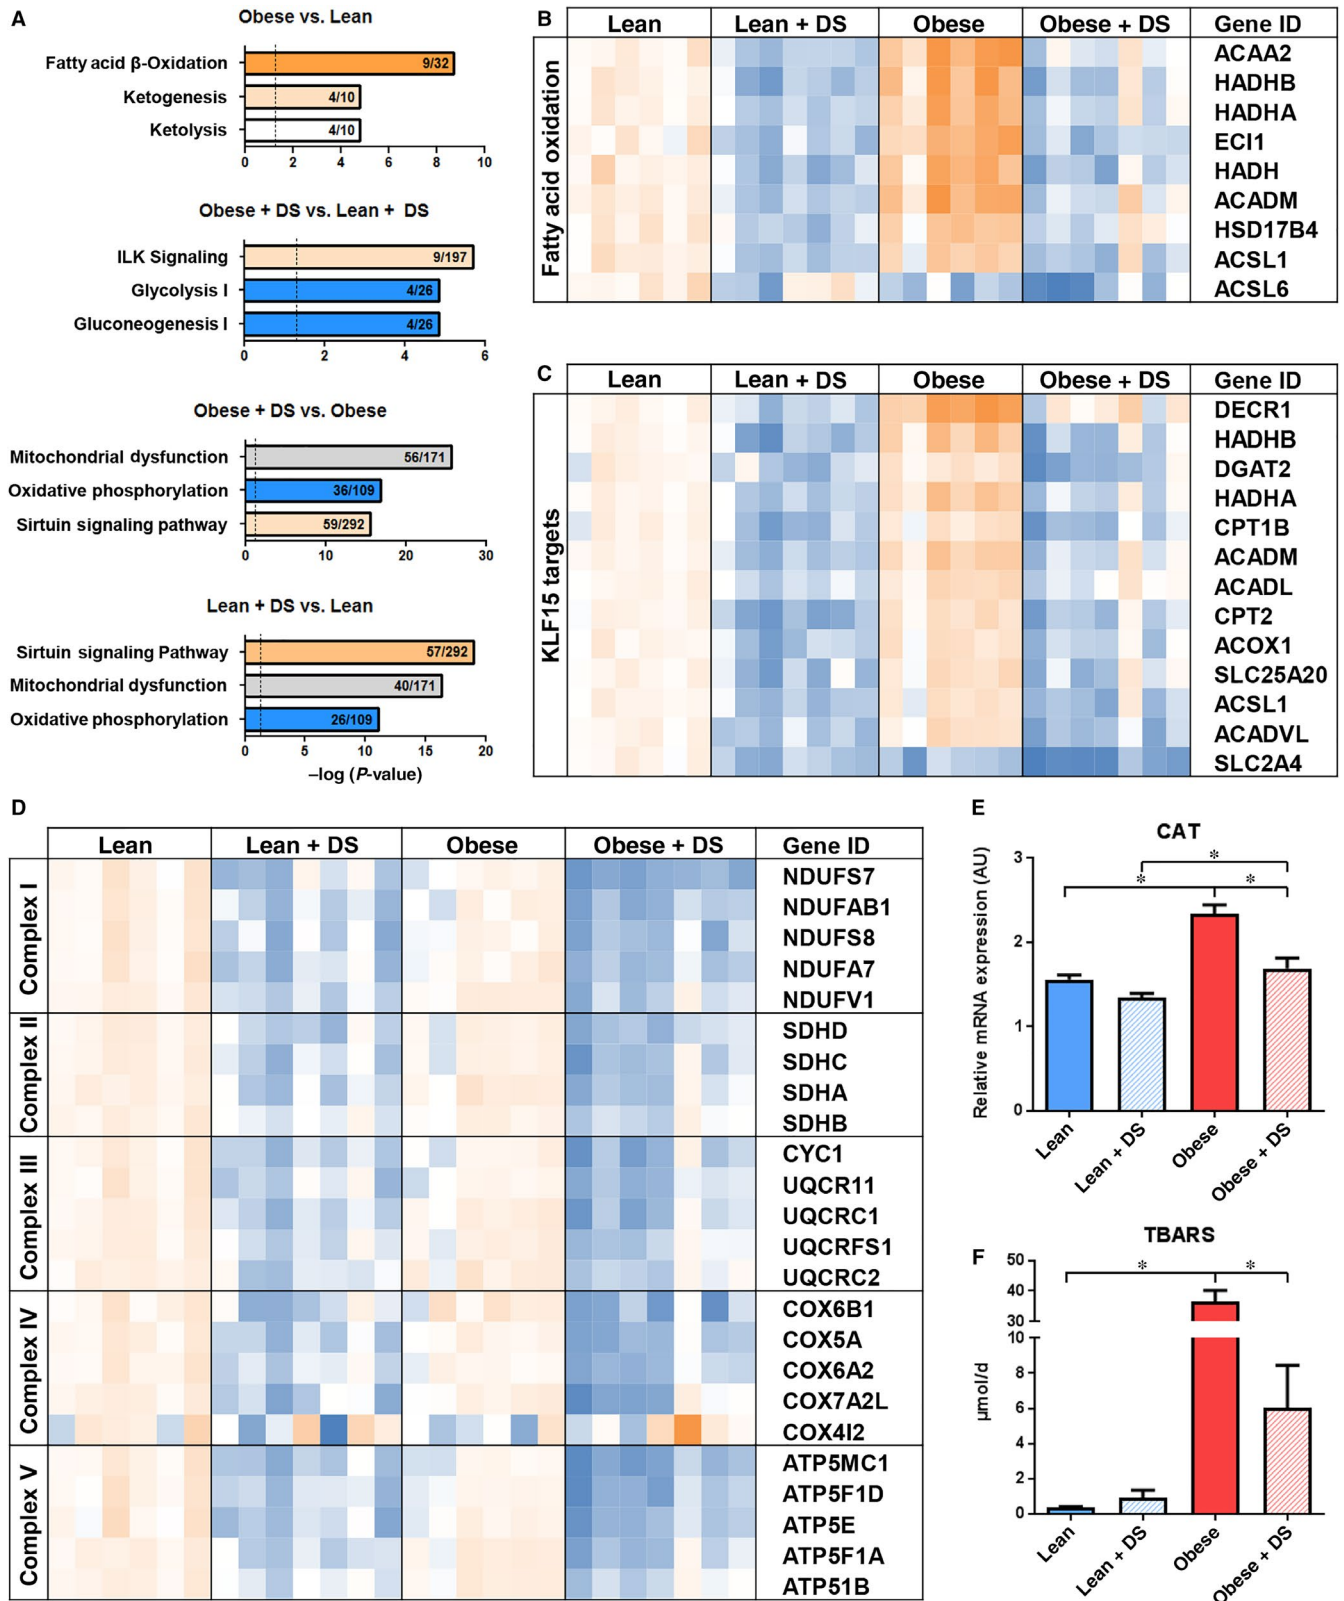 A
Obese vs. Lean
Fatty acid β-Oxidation 9/32
Ketogenesis 4/10
Ketolysis 4/10
0 2 4 6 8 10
Obese + DS vs. Lean + DS
ILK Signaling 9/197
Glycolysis I 4/26
Gluconeogenesis I 4/26
0 2 4 6
Obese + DS vs. Obese
Mitochondrial dysfunction 56/171
Oxidative phosphorylation 36/109
Sirtuin signaling pathway 59/292
0 10 20 30
Lean + DS vs. Lean
Sirtuin signaling Pathway 57/292
Mitochondrial dysfunction 40/171
Oxidative phosphorylation 26/109
0 5 10 15 20
–log (P-value)
B
Lean Lean + DS Obese Obese + DS Gene ID
Fatty acid oxidation
ACAA2
HADHB
HADHA
ECI1
HADH
ACADM
HSD17B4
ACSL1
ACSL6
C
Lean Lean + DS Obese Obese + DS Gene ID
KLF15 targets
DECR1
HADHB
DGAT2
HADHA
CPT1B
ACADM
ACADL
CPT2
ACOX1
SLC25A20
ACSL1
ACADVL
SLC2A4
D
Lean Lean + DS Obese Obese + DS Gene ID
Complex I
NDUFS7
NDUFAB1
NDUFS8
NDUFA7
NDUFV1
Complex II
SDHD
SDHC
SDHA
SDHB
Complex III
CYC1
UQCR11
UQCRC1
UQCRFS1
UQCRC2
Complex IV
COX6B1
COX5A
COX6A2
COX7A2L
COX4I2
Complex V
ATP5MC1
ATP5F1D
ATP5E
ATP5F1A
ATP51B
E
CAT
Relative mRNA expression (AU)
3
2
1
0
*
* *
Lean Lean + DS Obese Obese + DS
F
TBARS
µmol/d
50
40
30
10
8
6
4
2
0
* *
Lean Lean + DS Obese Obese + DS